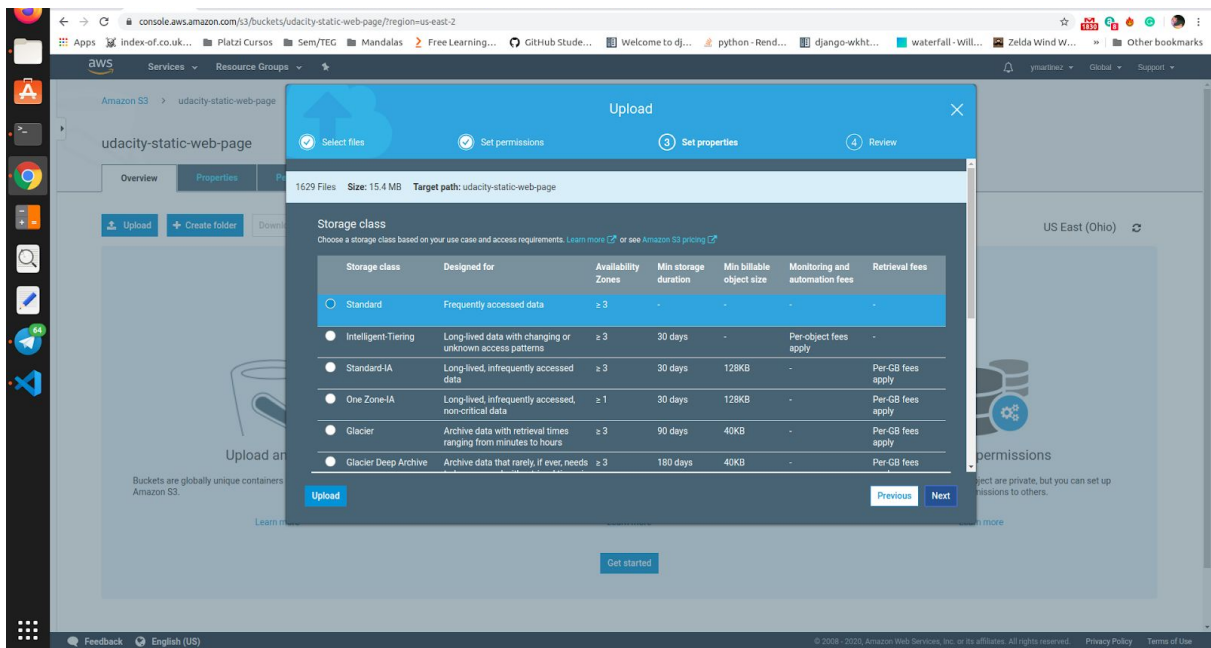 console.aws.amazon.com/s3/buckets/udacity-static-web-page/?region=us-east-2
Apps index-of.co.uk... Platzi Cursos Sem/TEG Mandalas Free Learning... GitHub Stude... Welcome to dj... python - Rend... django-wkht... waterfall - Will... Zelda Wind W... » Other bookmarks
aws Services Resource Groups ymartinez Global Support
Amazon S3 > udacity-static-web-page
Upload
Select files Set permissions 3 Set properties 4 Review
udacity-static-web-page
Overview Properties Pe
1629 Files Size: 15.4 MB Target path: udacity-static-web-page
Upload + Create folder Downl
US East (Ohio)
Storage class
Choose a storage class based on your use case and access requirements. Learn more or see Amazon S3 pricing
Storage class Designed for Availability Zones Min storage duration Min billable object size Monitoring and automation fees Retrieval fees
Standard Frequently accessed data ≥ 3 - - - -
Intelligent-Tiering Long-lived data with changing or unknown access patterns ≥ 3 30 days - Per-object fees apply -
Standard-IA Long-lived, infrequently accessed data ≥ 3 30 days 128KB - Per-GB fees apply
One Zone-IA Long-lived, infrequently accessed, non-critical data ≥ 1 30 days 128KB - Per-GB fees apply
Glacier Archive data with retrieval times ranging from minutes to hours ≥ 3 90 days 40KB - Per-GB fees apply
Glacier Deep Archive Archive data that rarely, if ever, needs ≥ 3 180 days 40KB - Per-GB fees
Upload Previous Next
Upload an
Buckets are globally unique containers
Amazon S3.
Learn m
permissions
ject are private, but you can set up
missions to others.
n more
Get started
64
Feedback English (US) © 2008 - 2020, Amazon Web Services, Inc. or its affiliates. All rights reserved. Privacy Policy Terms of Use